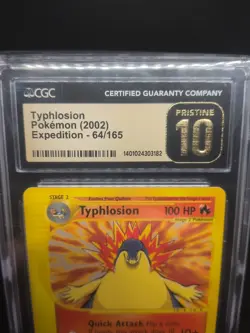 CGC
CERTIFIED GUARANTY COMPANY
Typhlosion
Pokémon (2002)
Expedition - 64/165
1401024303182
PRISTINE
10
STAGE 2
Typhlosion 100 HP
Quick Attack